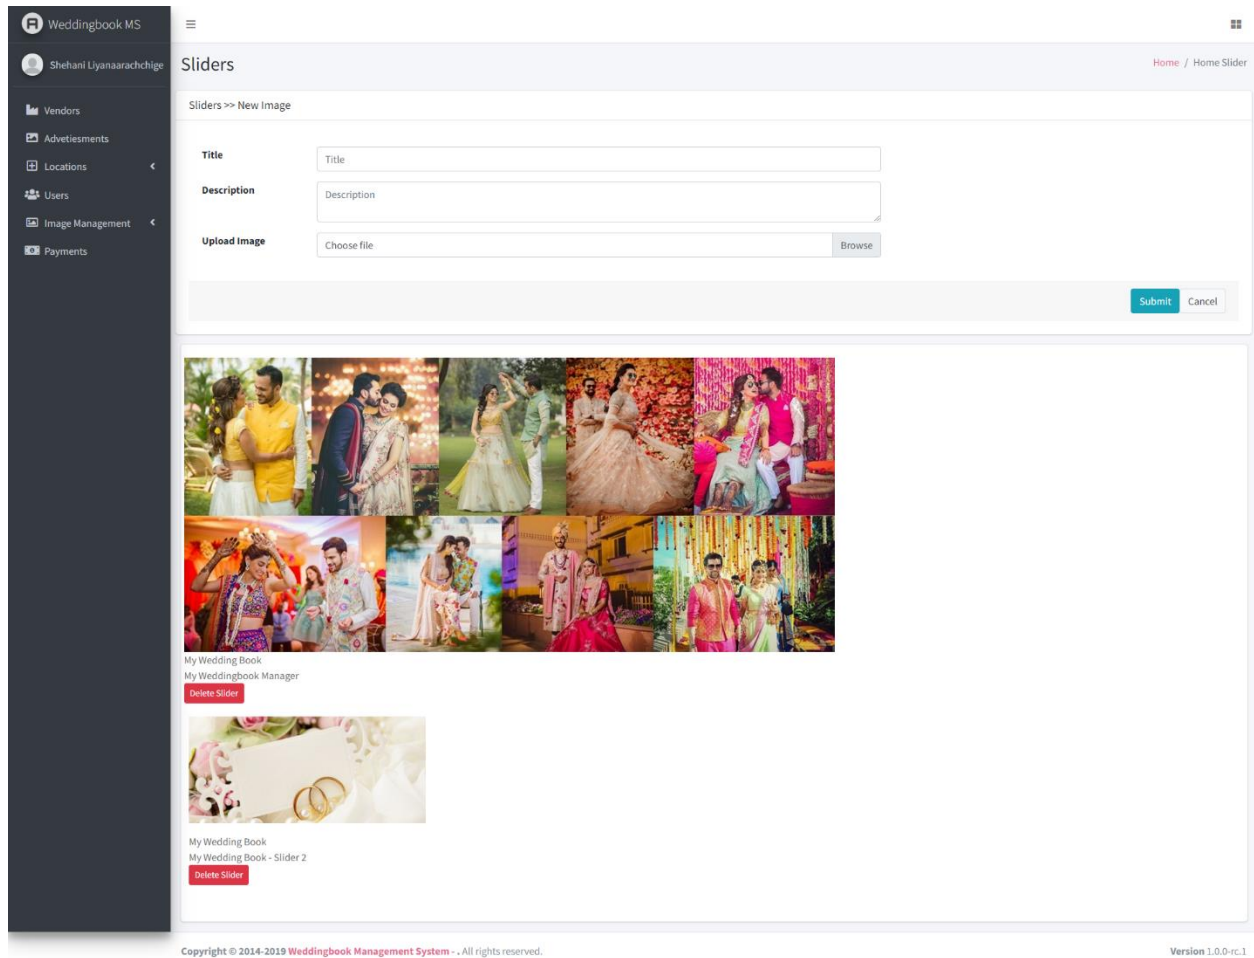 Weddingbook MS
Shehani Liyanaarachchige
Vendors
Advetiesments
Locations
Users
Image Management
Payments
Sliders
Home / Home Slider
Sliders >> New Image
Title
Title
Description
Description
Upload Image
Choose file
Browse
Submit
Cancel
My Wedding Book
My Weddingbook Manager
Delete Slider
My Wedding Book
My Wedding Book - Slider 2
Delete Slider
Copyright © 2014-2019 Weddingbook Management System - . All rights reserved.
Version 1.0.0-rc.1